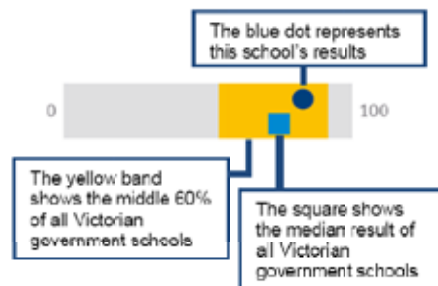 The blue dot represents
this school's results
0
100
The yellow band
shows the middle 60%
of all Victorian
government schools
The square shows
the median result of
all Victorian
government schools